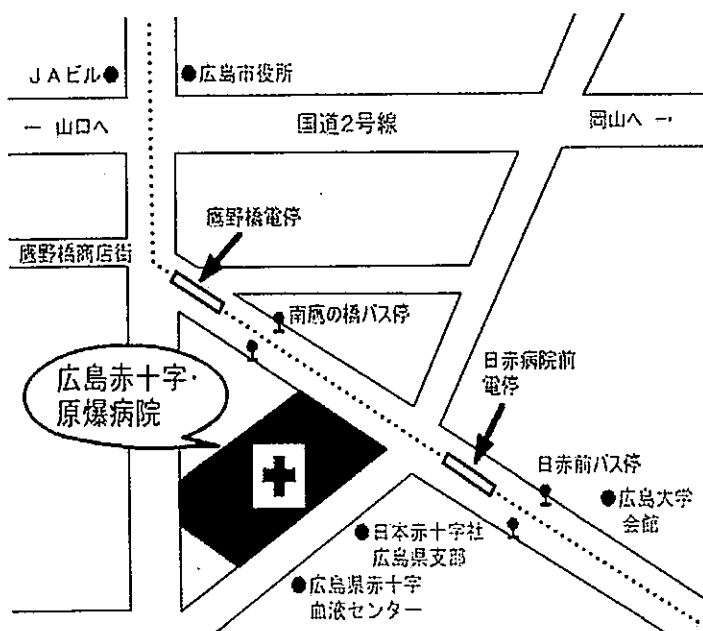 JAビル
広島市役所
← 山口へ
国道2号線
岡山へ →
鷹野橋電停
鷹野橋商店街
南鷹の橋バス停
広島赤十字・
原爆病院
日赤病院前
電停
日赤前バス停
広島大学
会館
日本赤十字社
広島県支部
広島県赤十字
血液センター